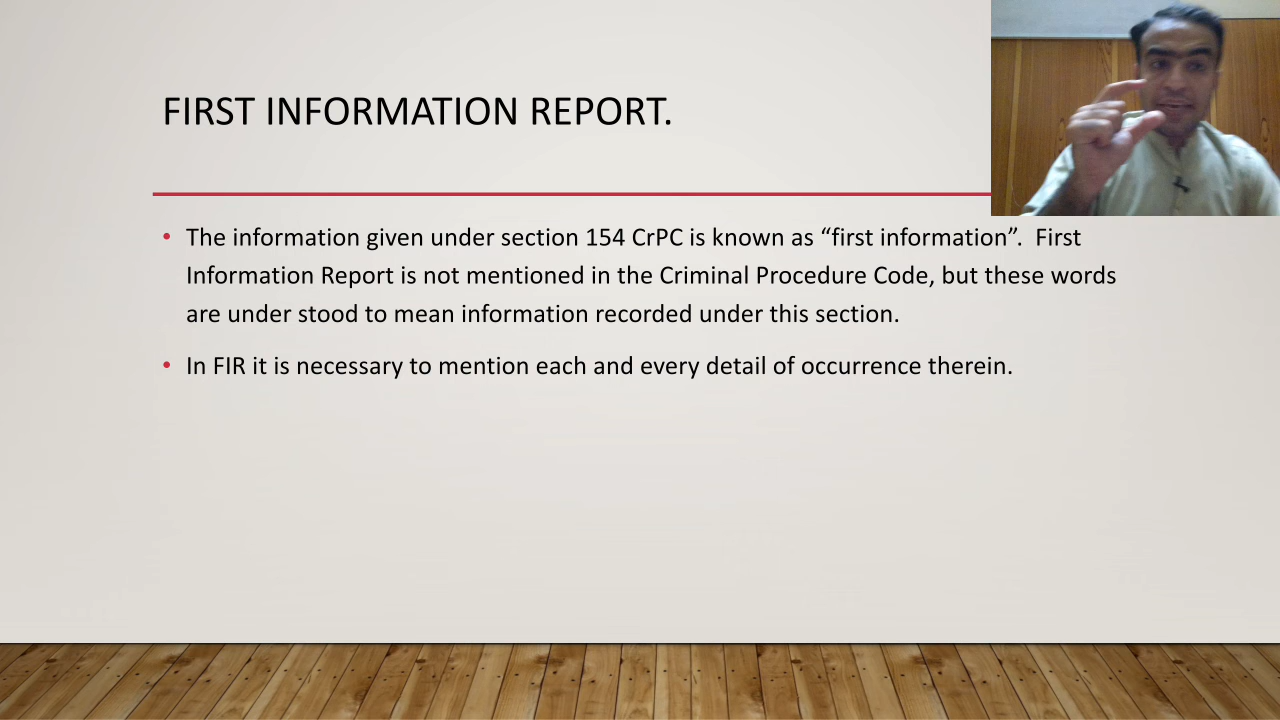 FIRST INFORMATION REPORT.
• The information given under section 154 CrPC is known as “first information”.  First
Information Report is not mentioned in the Criminal Procedure Code, but these words
are under stood to mean information recorded under this section.
• In FIR it is necessary to mention each and every detail of occurrence therein.